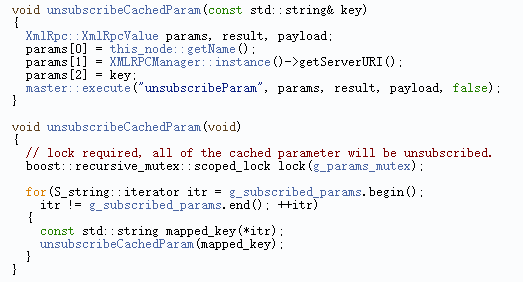 void unsubscribeCachedParam(const std::string& key)
{
  XmlRpc::XmlRpcValue params, result, payload;
  params[0] = this_node::getName();
  params[1] = XMLRPCManager::instance()->getServerURI();
  params[2] = key;
  master::execute("unsubscribeParam", params, result, payload, false);
}

void unsubscribeCachedParam(void)
{
  // lock required, all of the cached parameter will be unsubscribed.
  boost::recursive_mutex::scoped_lock lock(g_params_mutex);

  for(S_string::iterator itr = g_subscribed_params.begin();
    itr != g_subscribed_params.end(); ++itr)
  {
    const std::string mapped_key(*itr);
    unsubscribeCachedParam(mapped_key);
  }
}